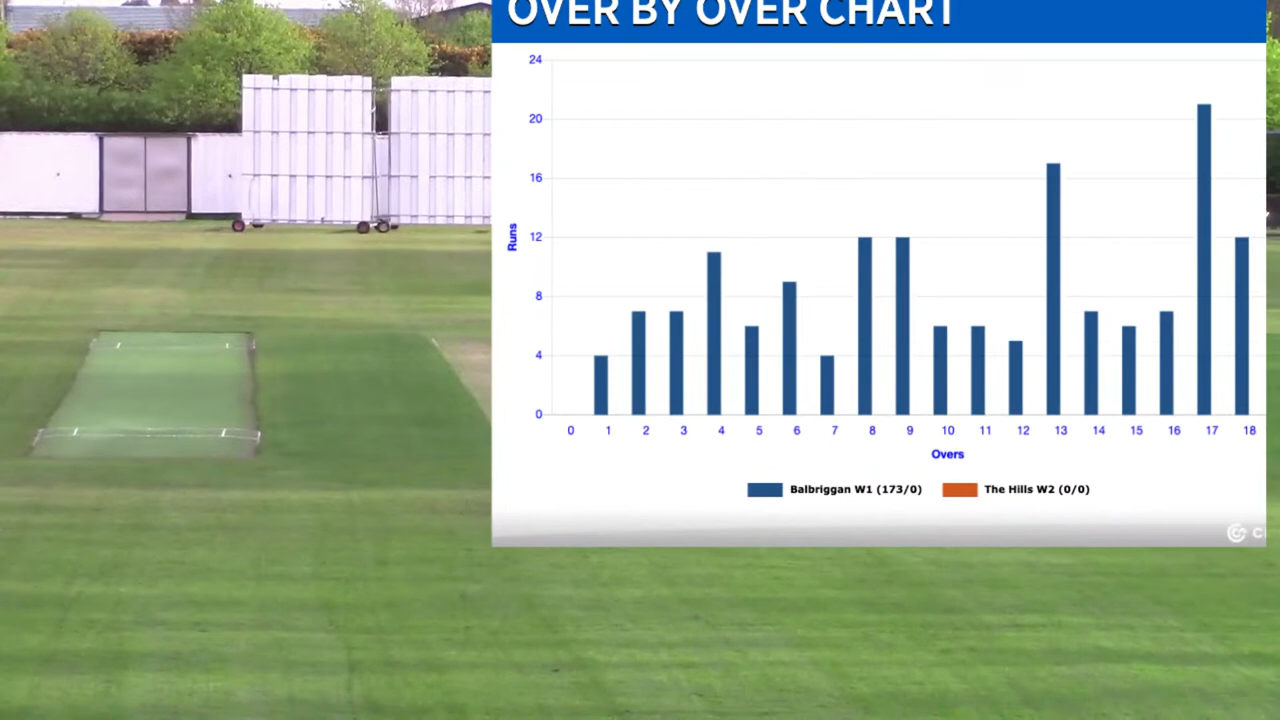 OVER BY OVER CHART
24
20
16
12
8
4
0
Runs
0 1 2 3 4 5 6 7 8 9 10 11 12 13 14 15 16 17 18
Overs
Balbriggan W1 (173/0) The Hills W2 (0/0)
C